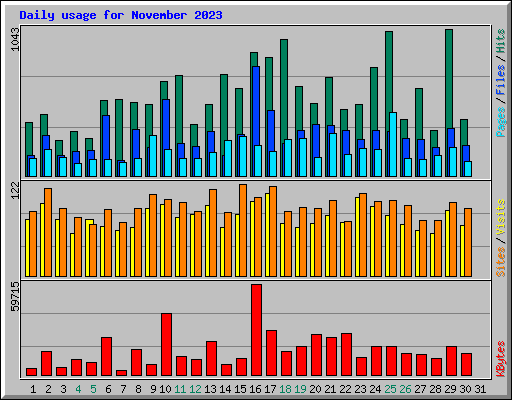 Daily usage for November 2023
1043
Pages / Files / Hits
122
Sites / Visits
59715
KBytes
1 2 3 4 5 6 7 8 9 10 11 12 13 14 15 16 17 18 19 20 21 22 23 24 25 26 27 28 29 30 31